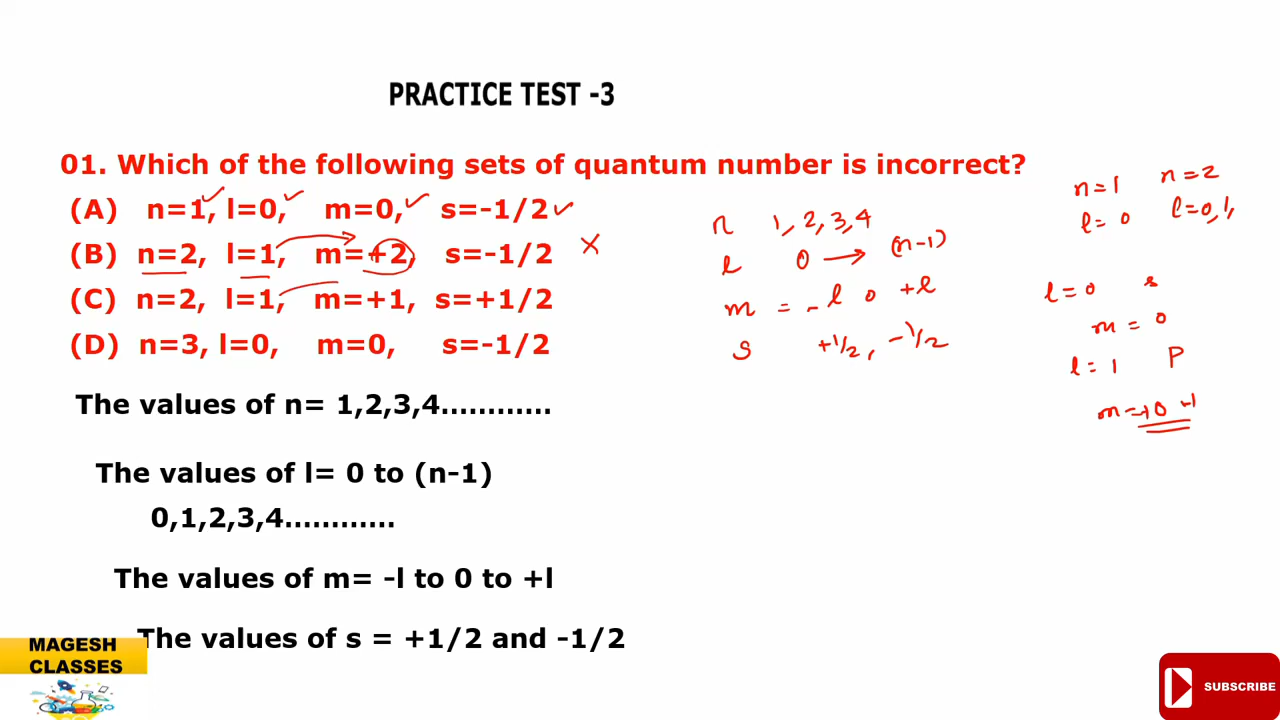 PRACTICE TEST -3
01. Which of the following sets of quantum number is incorrect?
(A) n=1, l=0, m=0, s=-1/2
(B) n=2, l=1, m=+2, s=-1/2
(C) n=2, l=1, m=+1, s=+1/2
(D) n=3, l=0, m=0, s=-1/2
The values of n= 1,2,3,4............
The values of l= 0 to (n-1)
0,1,2,3,4............
The values of m= -l to 0 to +l
The values of s = +1/2 and -1/2
n 1, 2, 3, 4
l 0 → (n-1)
m = -l 0 +l
s +1/2, -1/2
n=1 n=2
l=0 l=0,1,
l=0 s
m=0
l=1 P
m=-1 0 +1
MAGESH
CLASSES
SUBSCRIBE